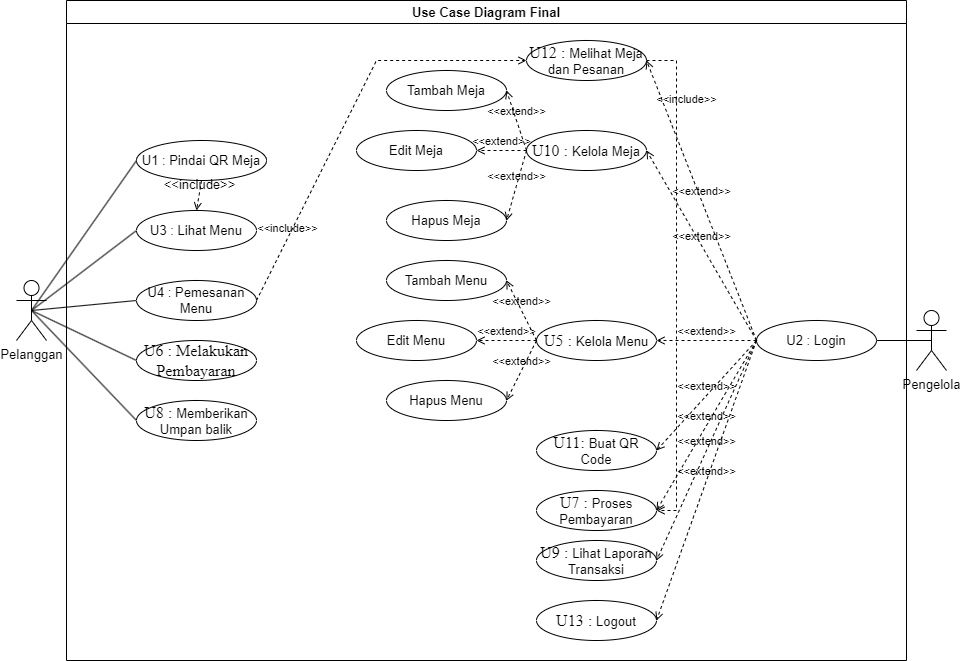 Use Case Diagram Final
U12 : Melihat Meja
dan Pesanan
Tambah Meja
<<include>>
<<extend>>
Edit Meja
<<extend>>
U10 : Kelola Meja
U1 : Pindai QR Meja
<<include>>
<<extend>>
<<extend>>
Hapus Meja
U3 : Lihat Menu
<<include>>
<<extend>>
Tambah Menu
U4 : Pemesanan
Menu
<<extend>>
Edit Menu
<<extend>>
U5 : Kelola Menu
<<extend>>
U2 : Login
Pelanggan
U6 : Melakukan
Pembayaran
<<extend>>
Pengelola
<<extend>>
Hapus Menu
U8 : Memberikan
Umpan balik
<<extend>>
<<extend>>
U11: Buat QR
Code
<<extend>>
U7 : Proses
Pembayaran
U9 : Lihat Laporan
Transaksi
U13 : Logout